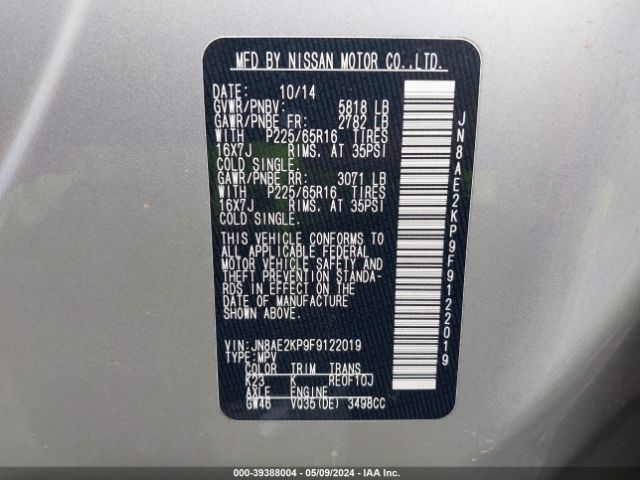 MFD BY NISSAN MOTOR CO.,LTD.
DATE: 10/14
GVWR/PNBV: 5818 LB
GAWR/PNBE FR: 2782 LB
WITH P225/65R16 TIRES
16X7J RIMS. AT 35PSI
COLD SINGLE.
GAWR/PNBE RR: 3071 LB
WITH P225/65R16 TIRES
16X7J RIMS. AT 35PSI
COLD SINGLE.
THIS VEHICLE CONFORMS TO
ALL APPLICABLE FEDERAL
MOTOR VEHICLE SAFETY AND
THEFT PREVENTION STANDA-
RDS IN EFFECT ON THE
DATE OF MANUFACTURE
SHOWN ABOVE.
VIN:JN8AE2KP9F9122019
TYPE:MPV
COLOR TRIM TRANS
K23 K RE0F10J
AXLE ENGINE
GW46 VQ35(DE) 3498CC
JN8AE2KP9F9122019
000-39388004 - 05/09/2024 - IAAI.COM